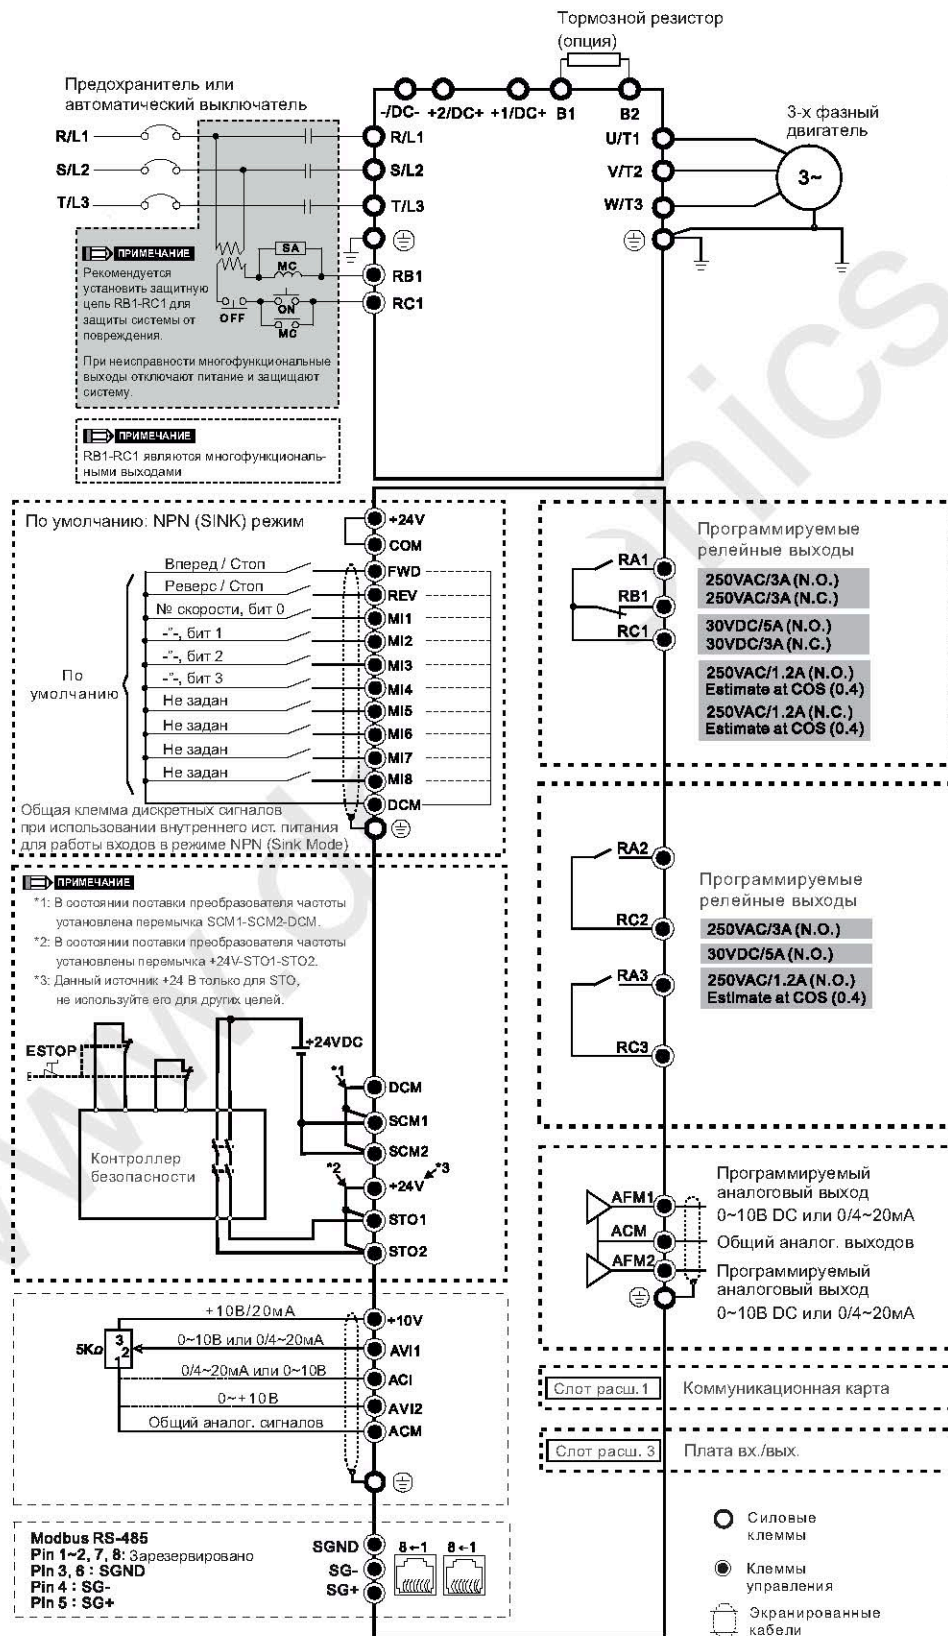 Тормозной резистор
(опция)
Предохранитель или
автоматический выключатель
-/DC- +2/DC+ +1/DC+ B1 B2
3-х фазный
двигатель
R/L1 R/L1 U/T1
S/L2 S/L2 V/T2
3~
T/L3 T/L3 W/T3
ПРИМЕЧАНИЕ
Рекомендуется
установить защитную
цепь RB1-RC1 для
защиты системы от
повреждения.
При неисправности многофункциональные
выходы отключают питание и защищают
систему.
SA
MC
RB1
OFF
ON
MC
RC1
ПРИМЕЧАНИЕ
RB1-RC1 являются многофункциональ-
ными выходами
По умолчанию: NPN (SINK) режим
+24V
COM
Вперед / Стоп FWD
Реверс / Стоп REV
№ скорости, бит 0 MI1
-"-, бит 1 MI2
-"-, бит 2 MI3
-"-, бит 3 MI4
Не задан MI5
Не задан MI6
Не задан MI7
Не задан MI8
DCM
По
умолчанию
Общая клемма дискретных сигналов
при использовании внутреннего ист. питания
для работы входов в режиме NPN (Sink Mode)
Программируемые
релейные выходы
RA1
RB1
RC1
250VAC/3A (N.O.)
250VAC/3A (N.C.)
30VDC/5A (N.O.)
30VDC/3A (N.C.)
250VAC/1.2A (N.O.)
Estimate at COS (0.4)
250VAC/1.2A (N.C.)
Estimate at COS (0.4)
ПРИМЕЧАНИЕ
*1: В состоянии поставки преобразователя частоты
установлена перемычка SCM1-SCM2-DCM.
*2: В состоянии поставки преобразователя частоты
установлены перемычка +24V-STO1-STO2.
*3: Данный источник +24 В только для STO,
не используйте его для других целей.
ESTOP
+24VDC
*1
DCM
SCM1
SCM2
Контроллер
безопасности
*2
*3
+24V
STO1
STO2
RA2
RC2
RA3
RC3
Программируемые
релейные выходы
250VAC/3A (N.O.)
30VDC/5A (N.O.)
250VAC/1.2A (N.O.)
Estimate at COS (0.4)
AFM1
ACM
AFM2
Программируемый
аналоговый выход
0~10В DC или 0/4~20мА
Общий аналог. выходов
Программируемый
аналоговый выход
0~10В DC или 0/4~20мА
+10В/20мА +10V
5KΩ
3
2
1
0~10В или 0/4~20мА AVI1
0/4~20мА или 0~10В ACI
0~+10В AVI2
Общий аналог. сигналов ACM
Слот расш. 1 Коммуникационная карта
Слот расш. 3 Плата вх./вых.
Modbus RS-485
Pin 1~2, 7, 8: Зарезервировано
Pin 3, 6 : SGND
Pin 4 : SG-
Pin 5 : SG+
SGND
SG-
SG+
8←1 8←1
Силовые
клеммы
Клеммы
управления
Экранированные
кабели